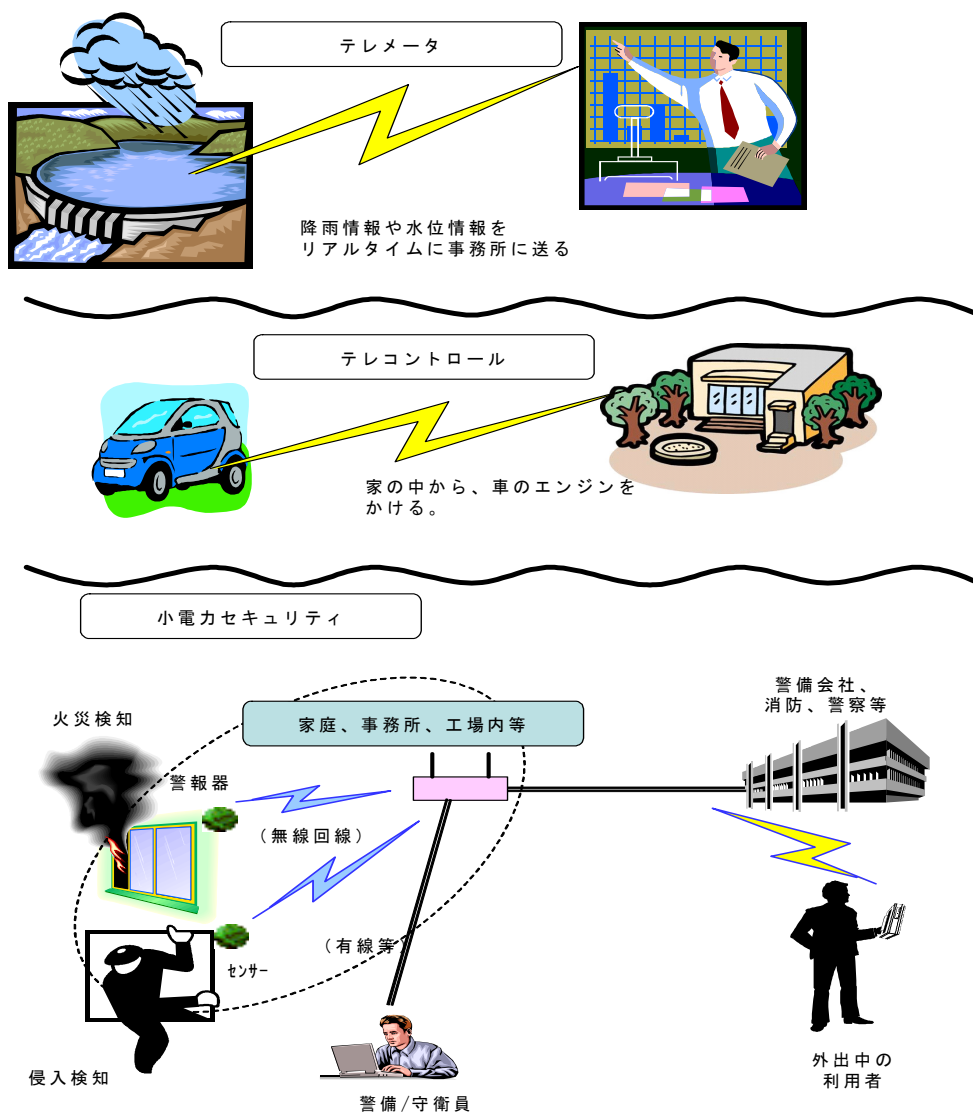 テレメータ
降雨情報や水位情報を
リアルタイムに事務所に送る
テレコントロール
家の中から、車のエンジンを
かける。
小電力セキュリティ
火災検知
家庭、事務所、工場内等
警備会社、
消防、警察等
警報器
（無線回線）
（有線等）
センサー
侵入検知
警備/守衛員
外出中の
利用者